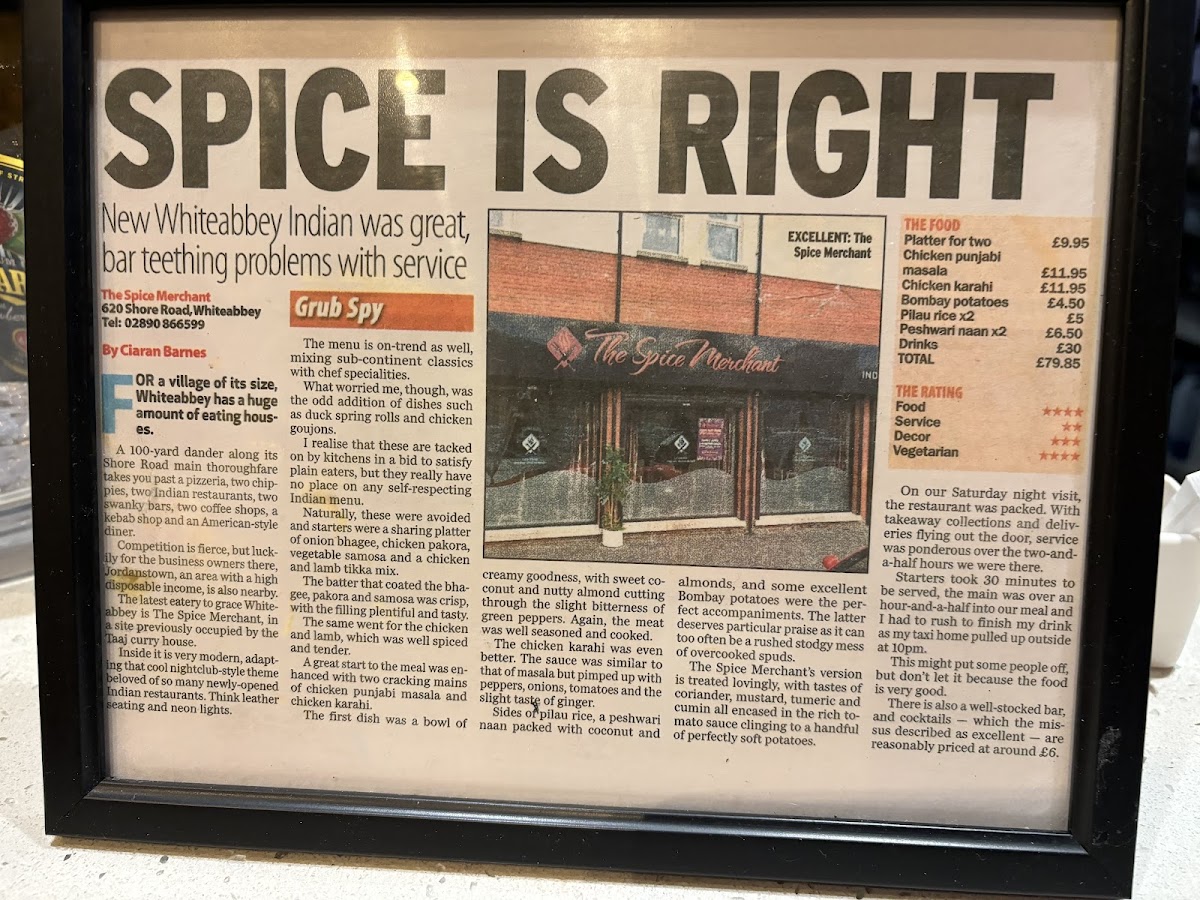 SPICE IS RIGHT
New Whiteabbey Indian was great,
bar teething problems with service
The Spice Merchant
620 Shore Road, Whiteabbey
Tel: 02890 866599
By Ciaran Barnes
FOR a village of its size,
Whiteabbey has a huge
amount of eating hous-
es.
A 100-yard dander along its
Shore Road main thoroughfare
takes you past a pizzeria, two chip-
pies, two Indian restaurants, two
swanky bars, two coffee shops, a
kebab shop and an American-style
diner.
Competition is fierce, but luck-
ily for the business owners there,
Jordanstown, an area with a high
disposable income, is also nearby.
The latest eatery to grace White-
abbey is The Spice Merchant, in
a site previously occupied by the
Taaj curry house.
Inside it is very modern, adapt-
ing that cool nightclub-style theme
beloved of so many newly-opened
Indian restaurants. Think leather
seating and neon lights.
Grub Spy
The menu is on-trend as well,
mixing sub-continent classics
with chef specialities.
What worried me, though, was
the odd addition of dishes such
as duck spring rolls and chicken
goujons.
I realise that these are tacked
on by kitchens in a bid to satisfy
plain eaters, but they really have
no place on any self-respecting
Indian menu.
Naturally, these were avoided
and starters were a sharing platter
of onion bhagee, chicken pakora,
vegetable samosa and a chicken
and lamb tikka mix.
The batter that coated the bha-
gee, pakora and samosa was crisp,
with the filling plentiful and tasty.
The same went for the chicken
and lamb, which was well spiced
and tender.
A great start to the meal was en-
hanced with two cracking mains
of chicken punjabi masala and
chicken karahi.
The first dish was a bowl of
EXCELLENT: The
Spice Merchant
The Spice Merchant
IND
creamy goodness, with sweet co-
conut and nutty almond cutting
through the slight bitterness of
green peppers. Again, the meat
was well seasoned and cooked.
The chicken karahi was even
better. The sauce was similar to
that of masala but pimped up with
peppers, onions, tomatoes and the
slight taste of ginger.
Sides of pilau rice, a peshwari
naan packed with coconut and
almonds, and some excellent
Bombay potatoes were the per-
fect accompaniments. The latter
deserves particular praise as it can
too often be a rushed stodgy mess
of overcooked spuds.
The Spice Merchant's version
is treated lovingly, with tastes of
coriander, mustard, tumeric and
cumin all encased in the rich to-
mato sauce clinging to a handful
of perfectly soft potatoes.
THE FOOD
Platter for two £9.95
Chicken punjabi
masala £11.95
Chicken karahi £11.95
Bombay potatoes £4.50
Pilau rice x2 £5
Peshwari naan x2 £6.50
Drinks £30
TOTAL £79.85
THE RATING
Food ★★★★
Service ★★
Decor ★★★
Vegetarian ★★★★
On our Saturday night visit,
the restaurant was packed. With
takeaway collections and deliv-
eries flying out the door, service
was ponderous over the two-and-
a-half hours we were there.
Starters took 30 minutes to
be served, the main was over an
hour-and-a-half into our meal and
I had to rush to finish my drink
as my taxi home pulled up outside
at 10pm.
This might put some people off,
but don't let it because the food
is very good.
There is also a well-stocked bar,
and cocktails — which the mis-
sus described as excellent — are
reasonably priced at around £6.